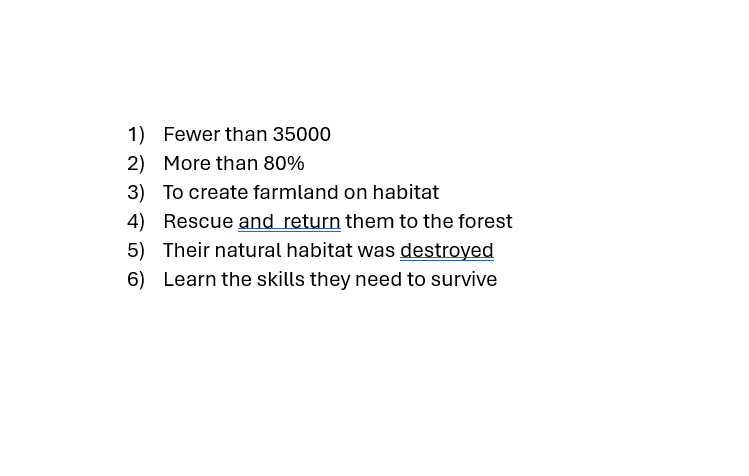 1) Fewer than 35000
2) More than 80%
3) To create farmland on habitat
4) Rescue and  return them to the forest
5) Their natural habitat was destroyed
6) Learn the skills they need to survive